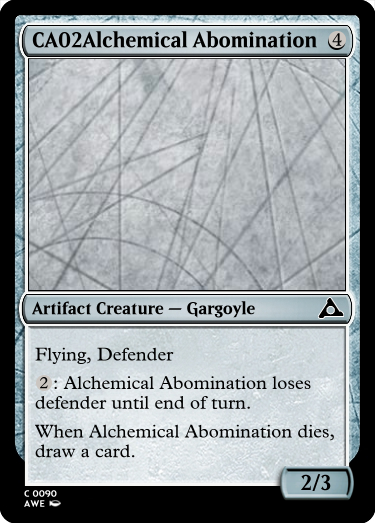 CA02Alchemical Abomination 4
Artifact Creature — Gargoyle
Flying, Defender
2: Alchemical Abomination loses
defender until end of turn.
When Alchemical Abomination dies,
draw a card.
2/3
C 0090
AWE